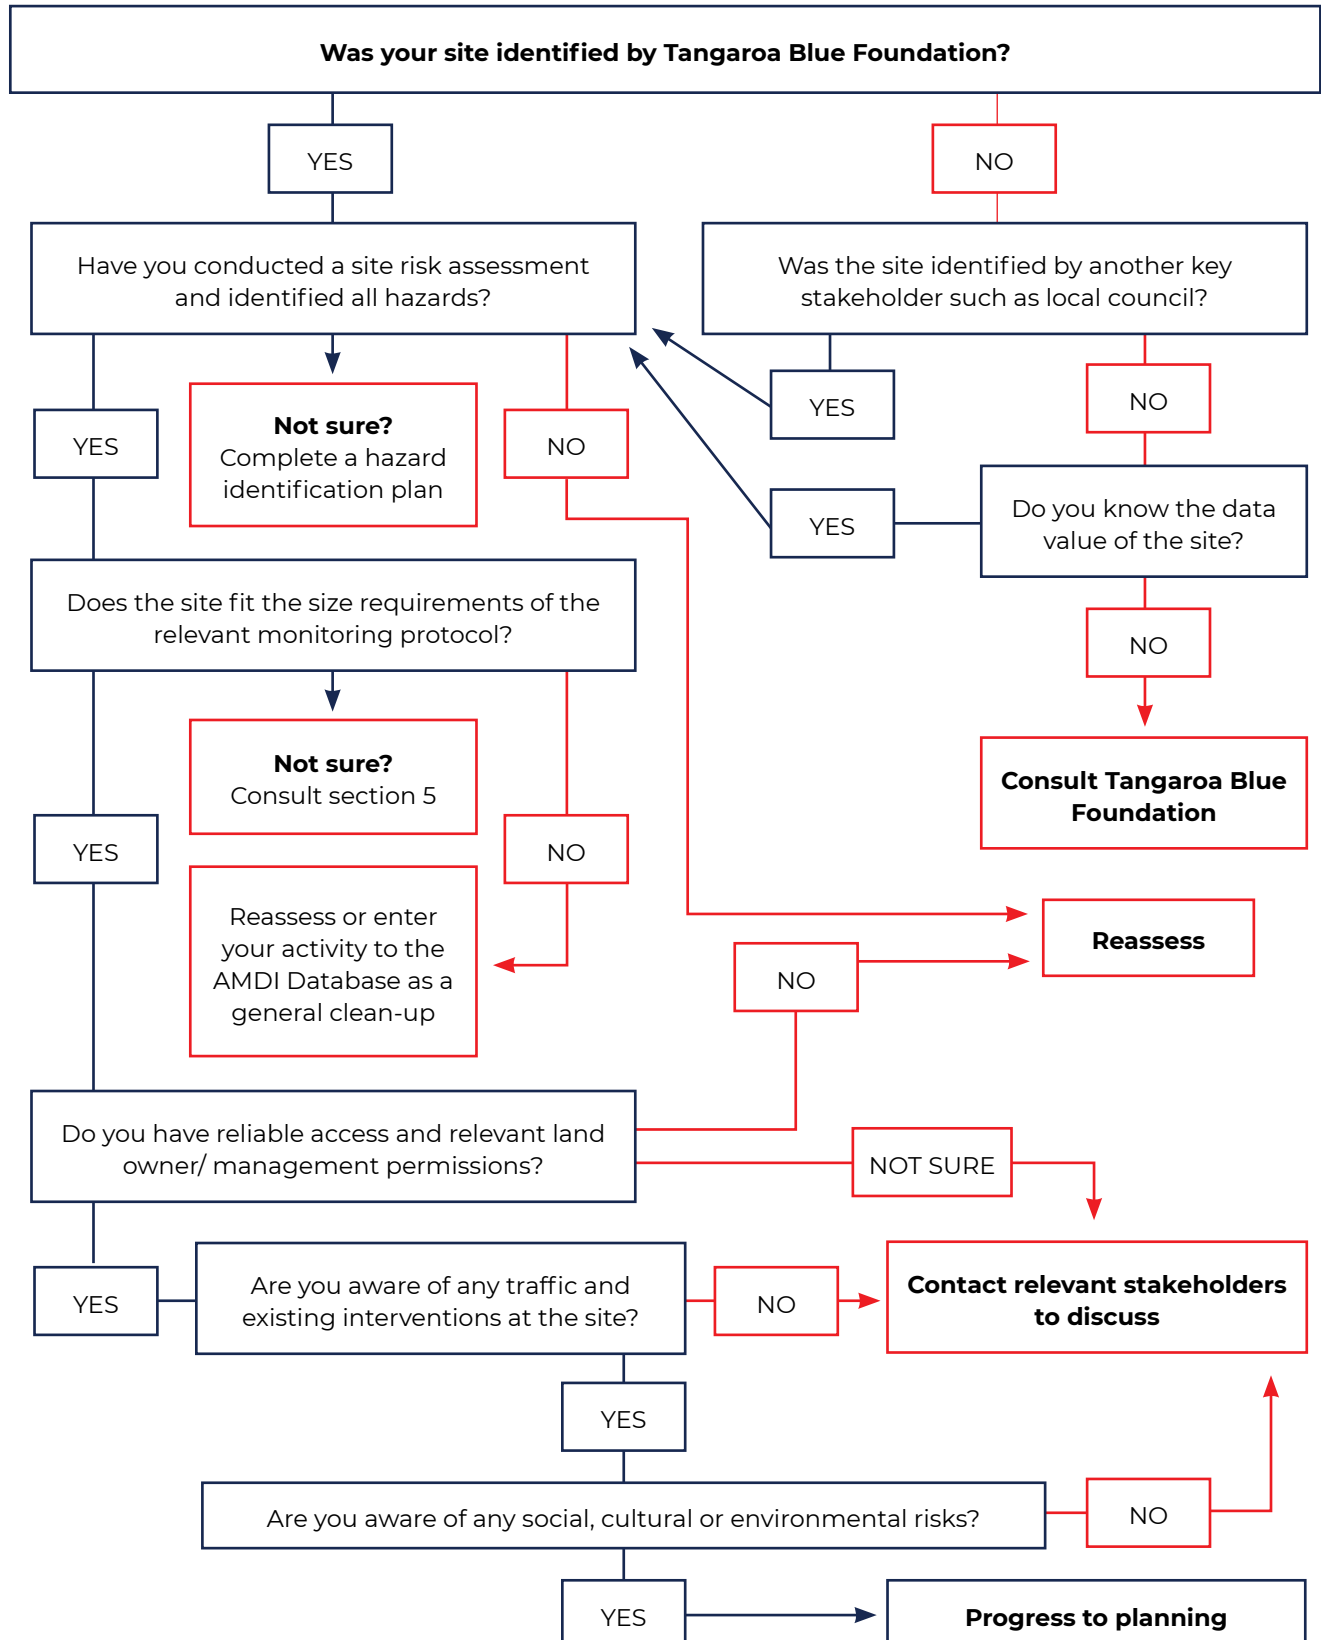 Was your site identified by Tangaroa Blue Foundation?
YES
NO
Have you conducted a site risk assessment
and identified all hazards?
Was the site identified by another key
stakeholder such as local council?
YES
Not sure?
Complete a hazard
identification plan
NO
YES
NO
YES
Do you know the data
value of the site?
Does the site fit the size requirements of the
relevant monitoring protocol?
NO
Not sure?
Consult section 5
Consult Tangaroa Blue
Foundation
YES
NO
Reassess or enter
your activity to the
AMDI Database as a
general clean-up
Reassess
NO
Do you have reliable access and relevant land
owner/ management permissions?
NOT SURE
YES
Are you aware of any traffic and
existing interventions at the site?
NO
Contact relevant stakeholders
to discuss
YES
Are you aware of any social, cultural or environmental risks?
NO
YES
Progress to planning